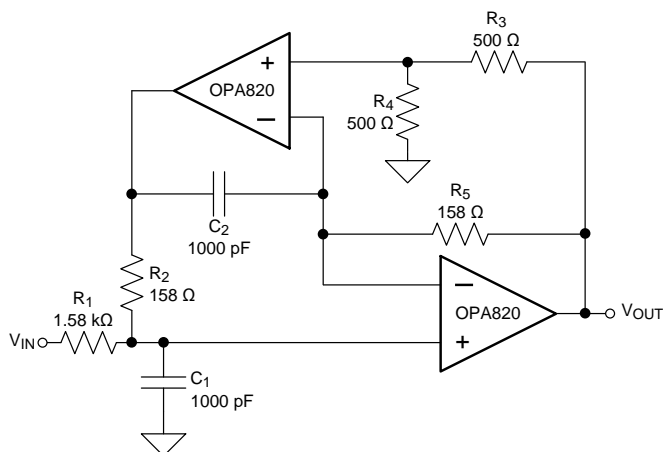 R3
500 Ω
+
OPA820
−
R4
500 Ω
R5
158 Ω
C2
1000 pF
R2
158 Ω
R1
1.58 kΩ
−
OPA820
+
VOUT
VIN
C1
1000 pF